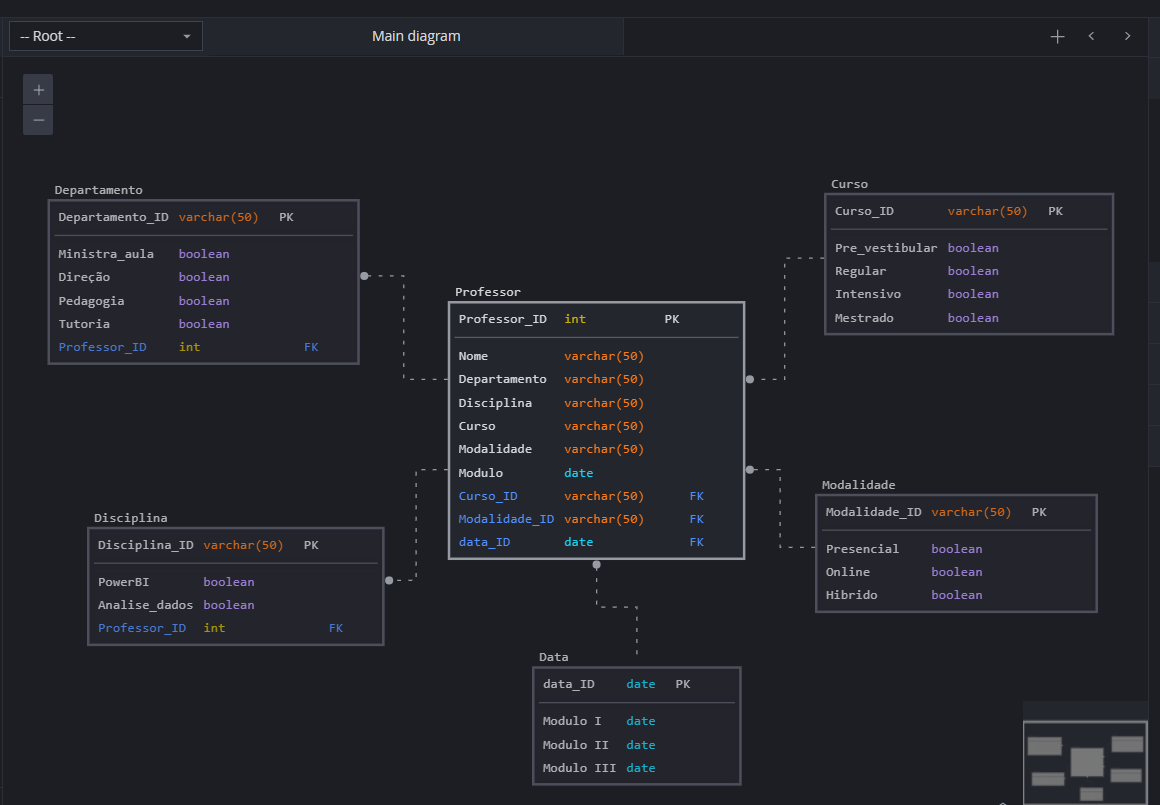 -- Root --
Main diagram
Departamento
Departamento_ID varchar(50) PK
Ministra_aula boolean
Direção boolean
Pedagogia boolean
Tutoria boolean
Professor_ID int FK
Curso
Curso_ID varchar(50) PK
Pre_vestibular boolean
Regular boolean
Intensivo boolean
Mestrado boolean
Professor
Professor_ID int PK
Nome varchar(50)
Departamento varchar(50)
Disciplina varchar(50)
Curso varchar(50)
Modalidade varchar(50)
Modulo date
Curso_ID varchar(50) FK
Modalidade_ID varchar(50) FK
data_ID date FK
Modalidade
Modalidade_ID varchar(50) PK
Presencial boolean
Online boolean
Hibrido boolean
Disciplina
Disciplina_ID varchar(50) PK
PowerBI boolean
Analise_dados boolean
Professor_ID int FK
Data
data_ID date PK
Modulo I date
Modulo II date
Modulo III date